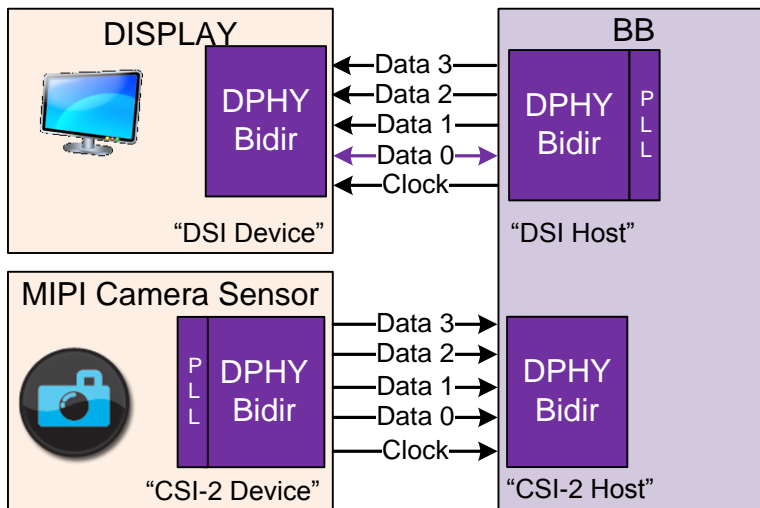 DISPLAY
DPHY
Bidir
“DSI Device”
Data 3
Data 2
Data 1
Data 0
Clock
BB
DPHY
Bidir
PLL
“DSI Host”
MIPI Camera Sensor
PLL
DPHY
Bidir
“CSI-2 Device”
Data 3
Data 2
Data 1
Data 0
Clock
DPHY
Bidir
“CSI-2 Host”